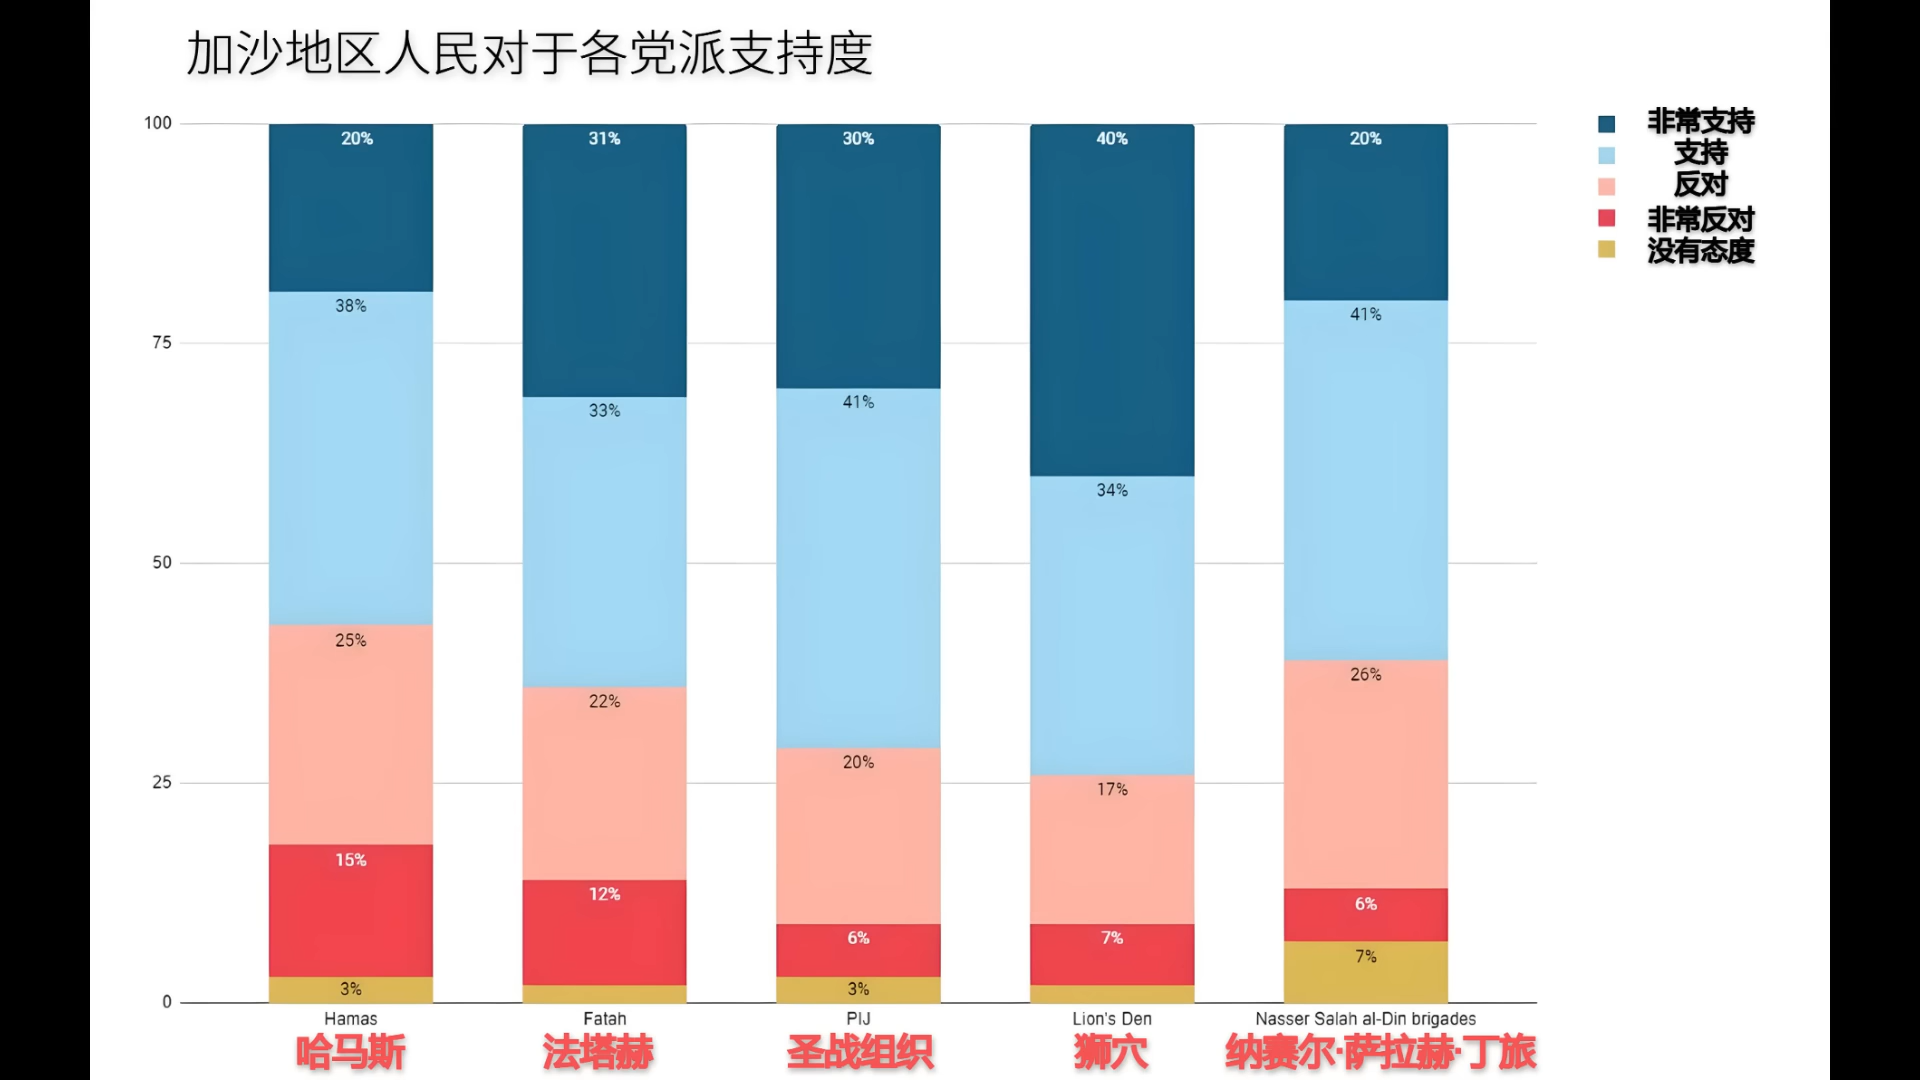 加沙地区人民对于各党派支持度
非常支持
支持
反对
非常反对
没有态度
100
75
50
25
0
20%
31%
30%
40%
20%
38%
33%
41%
34%
41%
25%
22%
20%
17%
26%
15%
12%
6%
7%
6%
3%
3%
7%
Hamas
Fatah
PIJ
Lion's Den
Nasser Salah al-Din brigades
哈马斯
法塔赫
圣战组织
狮穴
纳赛尔·萨拉赫·丁旅